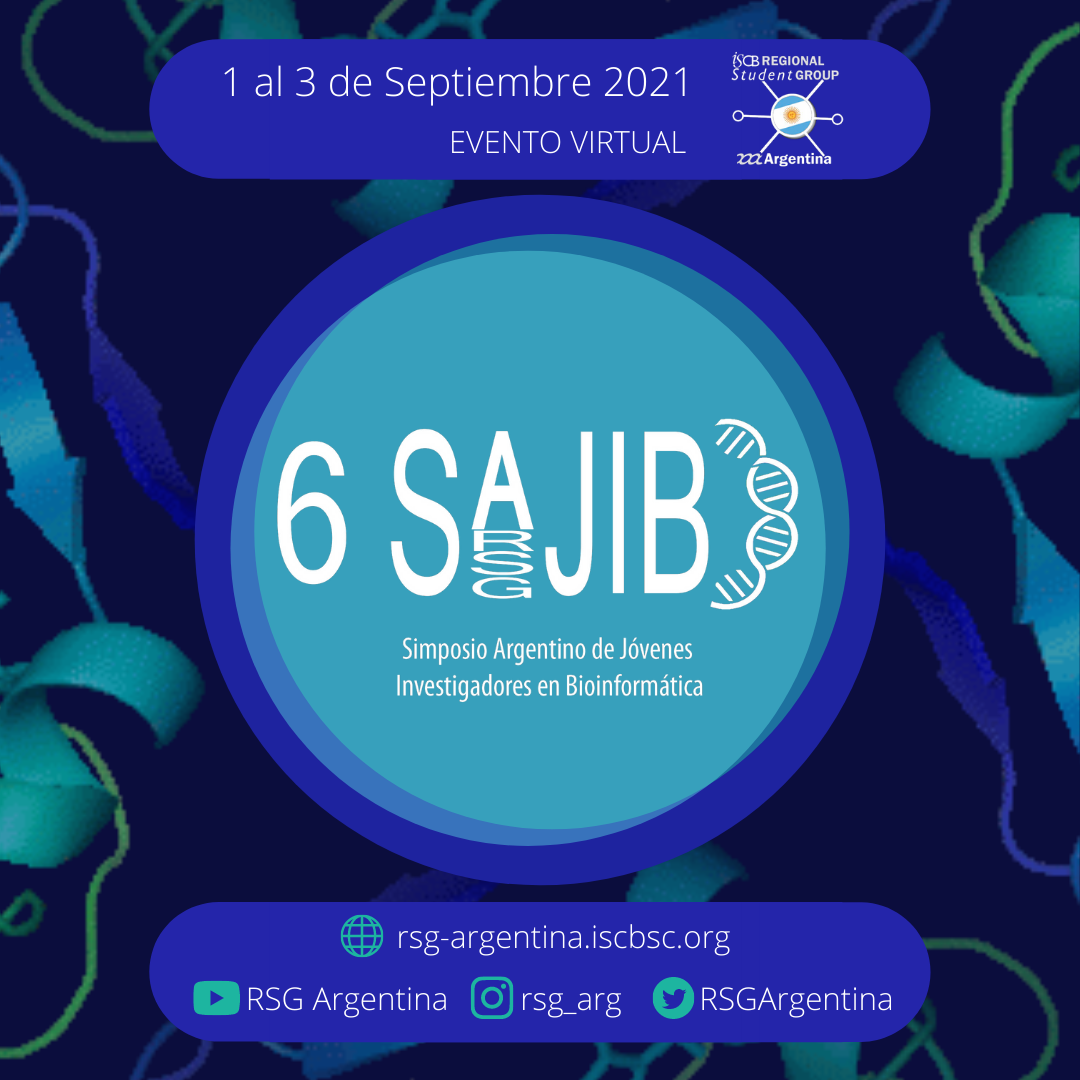 1 al 3 de Septiembre 2021
EVENTO VIRTUAL
iSCB REGIONAL
Student GROUP
Argentina
6 SAJIB
RSG
Simposio Argentino de Jóvenes
Investigadores en Bioinformática
rsg-argentina.iscbsc.org
RSG Argentina rsg_arg RSGArgentina